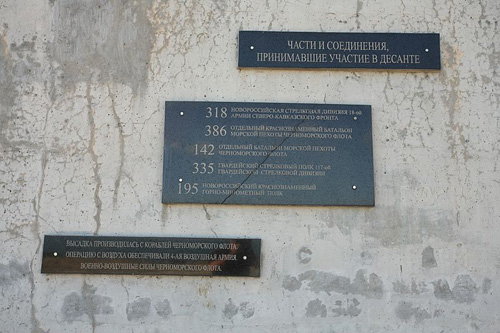 ЧАСТИ И СОЕДИНЕНИЯ,
ПРИНИМАВШИЕ УЧАСТИЕ В ДЕСАНТЕ
318 НОВОРОССИЙСКАЯ СТРЕЛКОВАЯ ДИВИЗИЯ 18-ОЙ
АРМИИ СЕВЕРО-КАВКАЗСКОГО ФРОНТА
386 ОТДЕЛЬНЫЙ КРАСНОЗНАМЕННЫЙ БАТАЛЬОН
МОРСКОЙ ПЕХОТЫ ЧЕРНОМОРСКОГО ФЛОТА
142 ОТДЕЛЬНЫЙ БАТАЛЬОН МОРСКОЙ ПЕХОТЫ
ЧЕРНОМОРСКОГО ФЛОТА
335 ГВАРДЕЙСКИЙ СТРЕЛКОВЫЙ ПОЛК 117-ОЙ
ГВАРДЕЙСКОЙ СТРЕЛКОВОЙ ДИВИЗИИ
195 НОВОРОССИЙСКИЙ КРАСНОЗНАМЕННЫЙ
ГОРНО-МИНОМЕТНЫЙ ПОЛК
ВЫСАДКА ПРОИЗВОДИЛАСЬ С КОРАБЛЕЙ ЧЕРНОМОРСКОГО ФЛОТА.
ОПЕРАЦИЮ С ВОЗДУХА ОБЕСПЕЧИВАЛИ 4-АЯ ВОЗДУШНАЯ АРМИЯ,
ВОЕННО-ВОЗДУШНЫЕ СИЛЫ ЧЕРНОМОРСКОГО ФЛОТА.